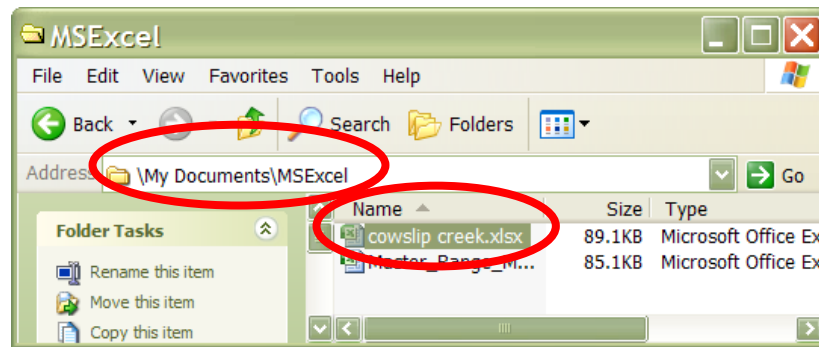 MSExcel
File Edit View Favorites Tools Help
Back Search Folders
Address \My Documents\MSExcel Go
Name Size Type
Folder Tasks
cowslip creek.xlsx 89.1KB Microsoft Office Ex
Rename this item
Master_Range_M... 85.1KB Microsoft Office Ex
Move this item
Copy this item